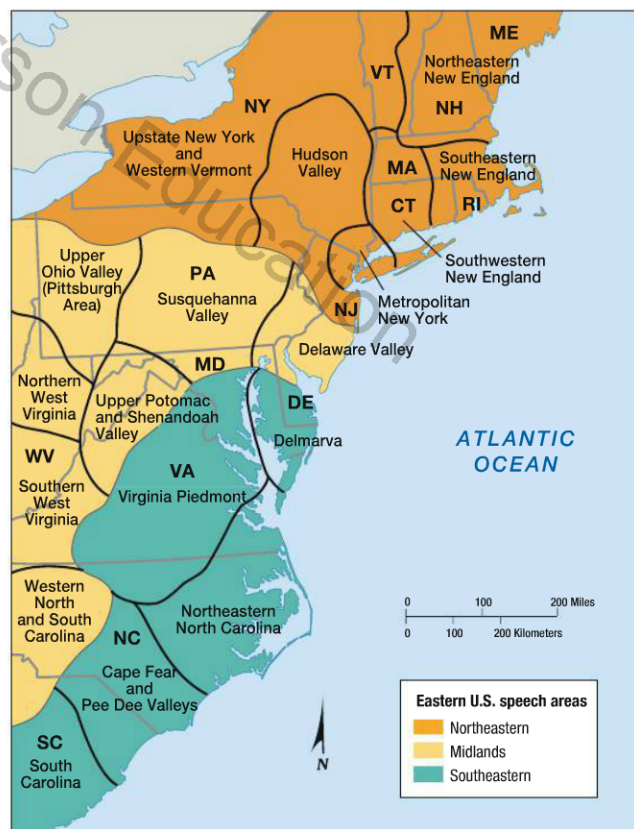 ME
Northeastern
New England
VT
NH
NY
Upstate New York
and
Western Vermont
Hudson
Valley
MA
Southeastern
New England
CT
RI
Southwestern
New England
Metropolitan
New York
NJ
Upper
Ohio Valley
(Pittsburgh
Area)
PA
Susquehanna
Valley
Delaware Valley
MD
Northern
West
Virginia
Upper Potomac
and Shenandoah
Valley
DE
Delmarva
WV
Southern
West
Virginia
VA
Virginia Piedmont
ATLANTIC
OCEAN
Western
North
and South
Carolina
Northeastern
North Carolina
NC
Cape Fear
and
Pee Dee Valleys
SC
South
Carolina
0 100 200 Miles
0 100 200 Kilometers
N
Eastern U.S. speech areas
Northeastern
Midlands
Southeastern
rson Education